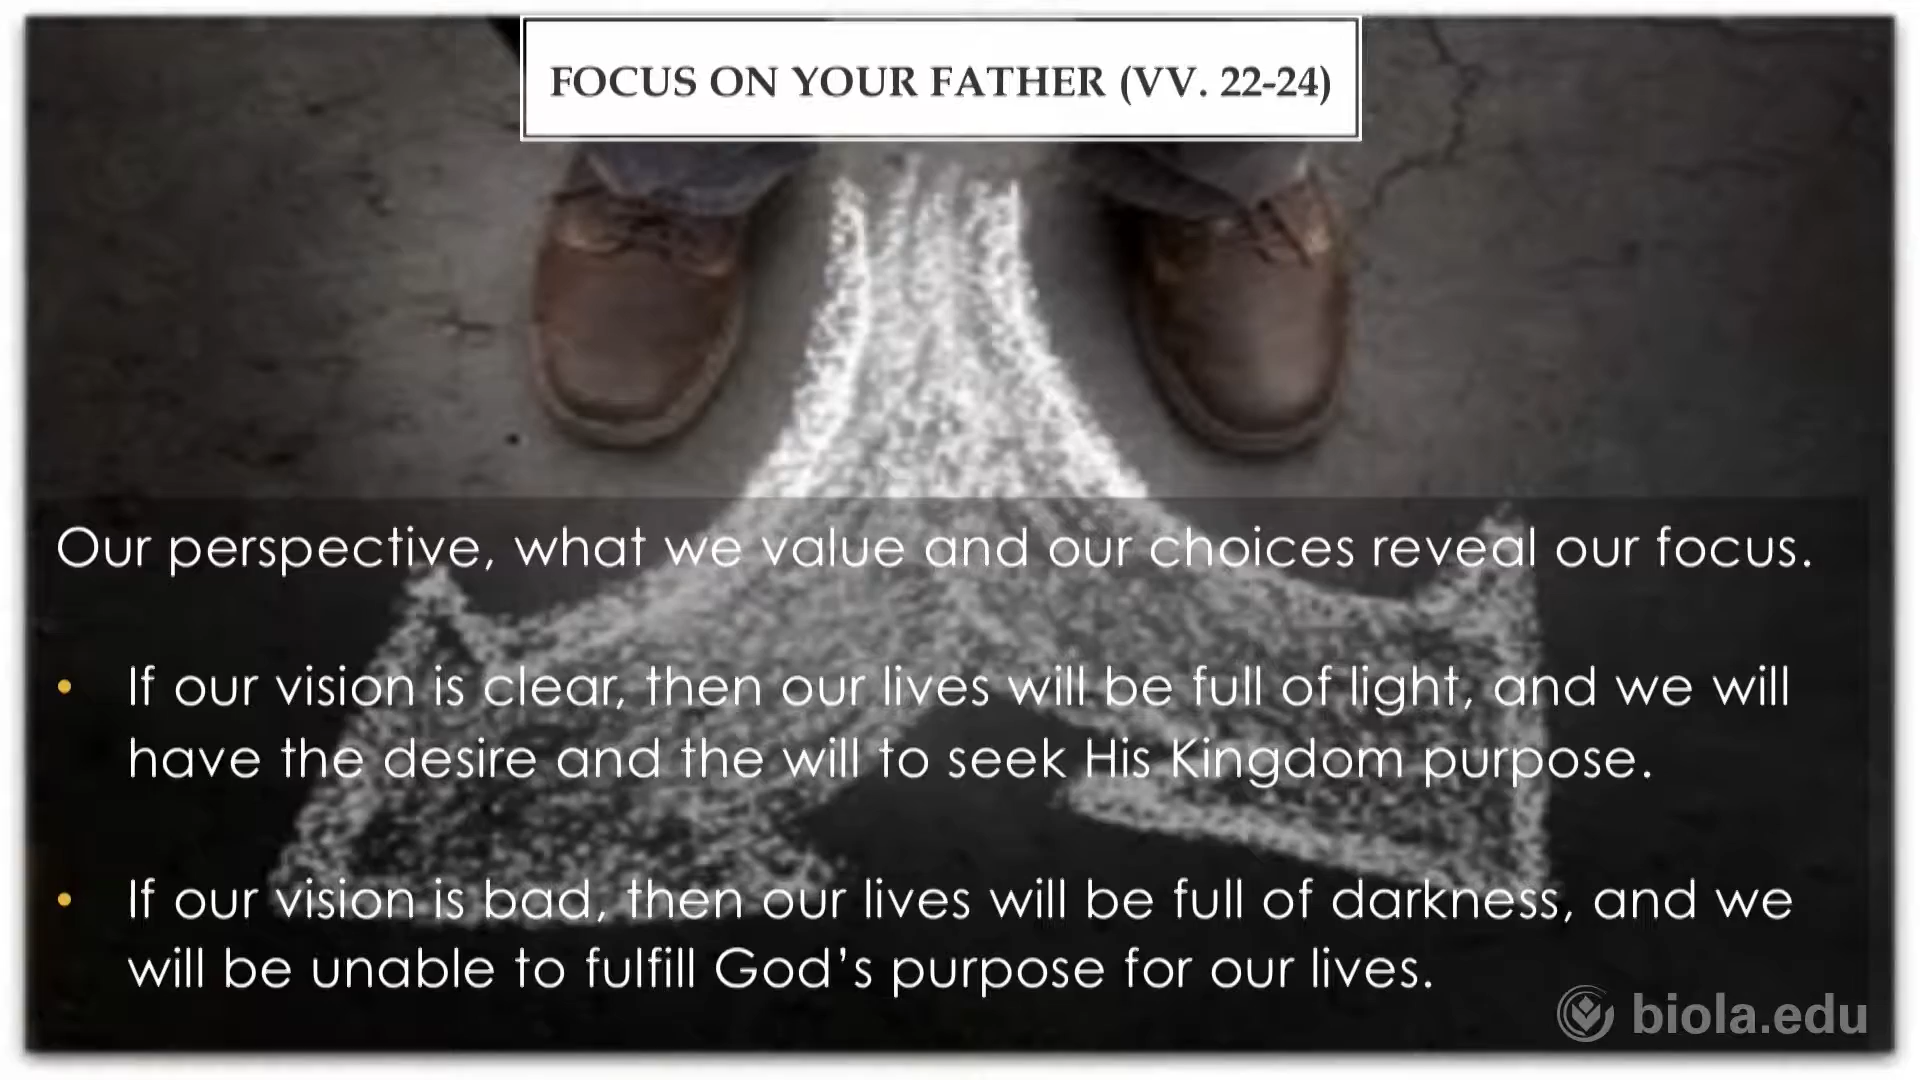 FOCUS ON YOUR FATHER (VV. 22-24)
Our perspective, what we value and our choices reveal our focus.
• If our vision is clear, then our lives will be full of light, and we will
have the desire and the will to seek His Kingdom purpose.
• If our vision is bad, then our lives will be full of darkness, and we
will be unable to fulfill God’s purpose for our lives.
biola.edu